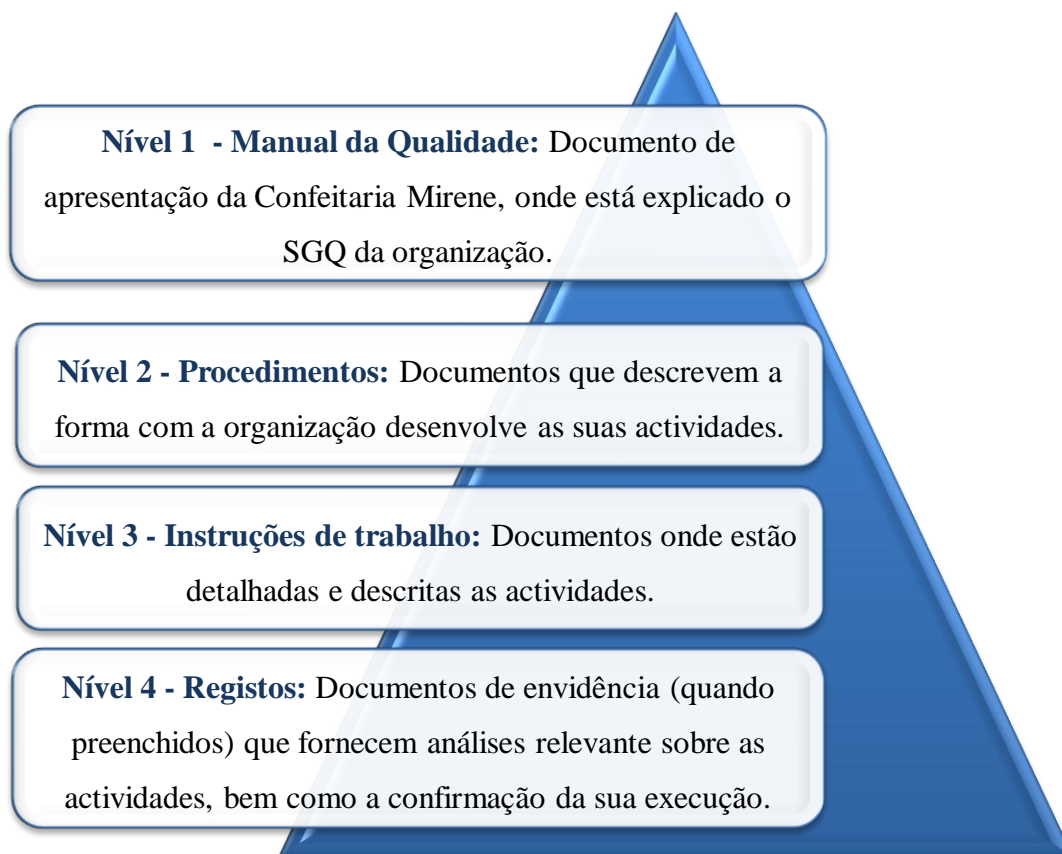 Nível 1 - Manual da Qualidade: Documento de
apresentação da Confeitaria Mirene, onde está explicado o
SGQ da organização.
Nível 2 - Procedimentos: Documentos que descrevem a
forma com a organização desenvolve as suas actividades.
Nível 3 - Instruções de trabalho: Documentos onde estão
detalhadas e descritas as actividades.
Nível 4 - Registos: Documentos de envidência (quando
preenchidos) que fornecem análises relevante sobre as
actividades, bem como a confirmação da sua execução.